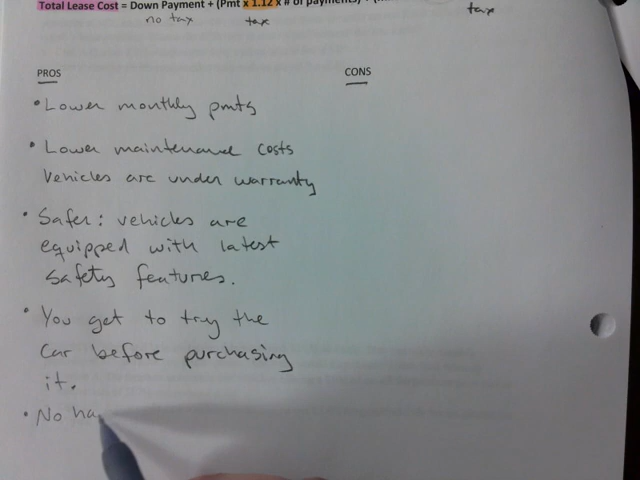 Total Lease Cost = Down Payment + (Pmt x 1.12 x # of payments) +
no tax tax tax
PROS CONS
• Lower monthly pmts
• Lower maintenance costs
vehicles are under warranty
• Safer: vehicles are
equipped with latest
safety features.
• You get to try the
car before purchasing
it.
• No ha